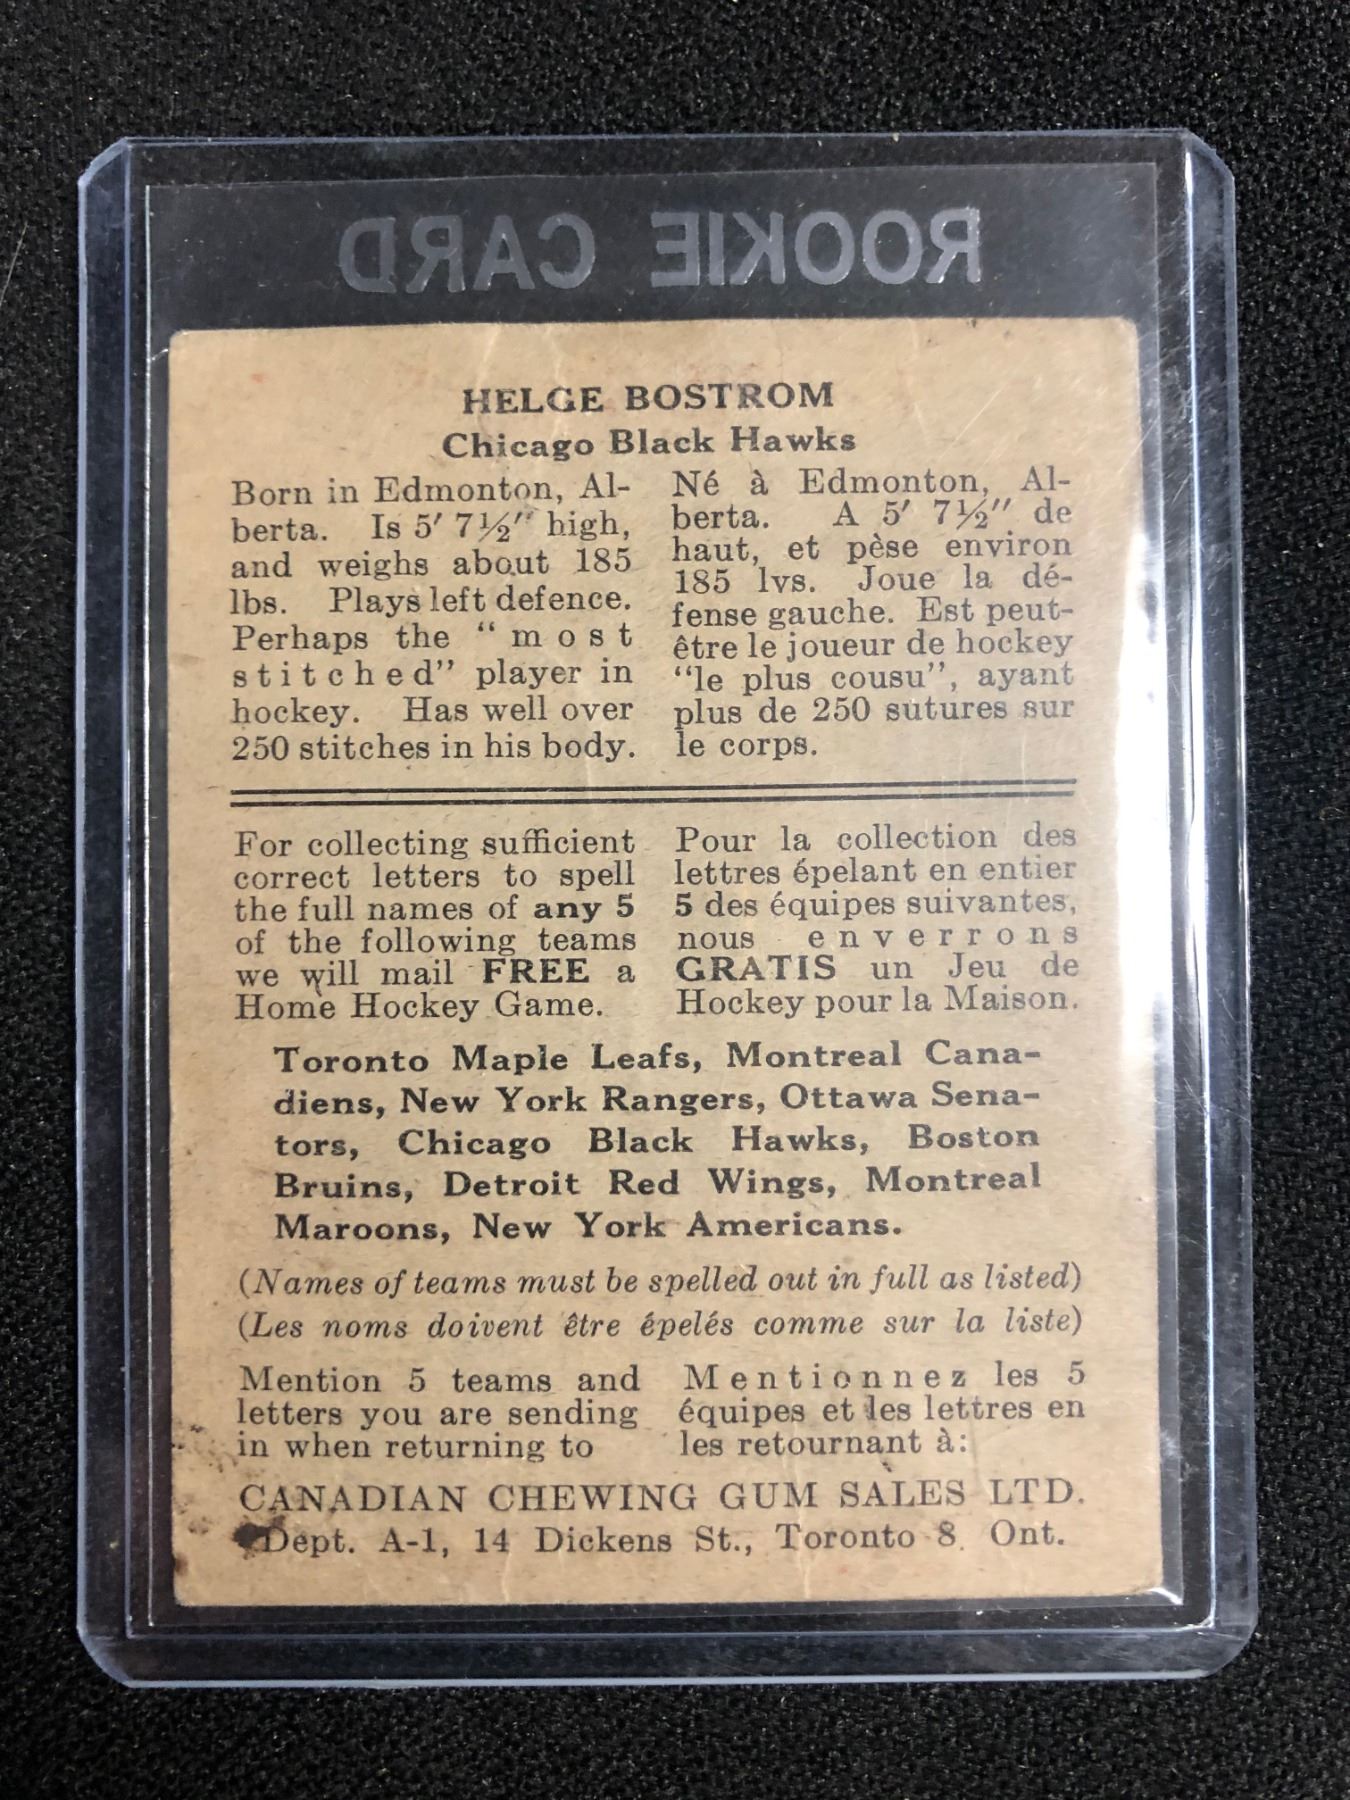 ROOKIE CARD
HELGE BOSTROM
Chicago Black Hawks
Born in Edmonton, Al-
berta. Is 5′ 7½″ high,
and weighs about 185
lbs. Plays left defence.
Perhaps the "most
stitched" player in
hockey. Has well over
250 stitches in his body.
Né à Edmonton, Al-
berta. A 5′ 7½″ de
haut, et pèse environ
185 lvs. Joue la dé-
fense gauche. Est peut-
être le joueur de hockey
"le plus cousu", ayant
plus de 250 sutures sur
le corps.
For collecting sufficient
correct letters to spell
the full names of any 5
of the following teams
we will mail FREE a
Home Hockey Game.
Pour la collection des
lettres épelant en entier
5 des équipes suivantes,
nous enverrons
GRATIS un Jeu de
Hockey pour la Maison.
Toronto Maple Leafs, Montreal Cana-
diens, New York Rangers, Ottawa Sena-
tors, Chicago Black Hawks, Boston
Bruins, Detroit Red Wings, Montreal
Maroons, New York Americans.
(Names of teams must be spelled out in full as listed)
(Les noms doivent être épelés comme sur la liste)
Mention 5 teams and
letters you are sending
in when returning to
Mentionnez les 5
équipes et les lettres en
les retournant à:
CANADIAN CHEWING GUM SALES LTD.
Dept. A-1, 14 Dickens St., Toronto 8. Ont.